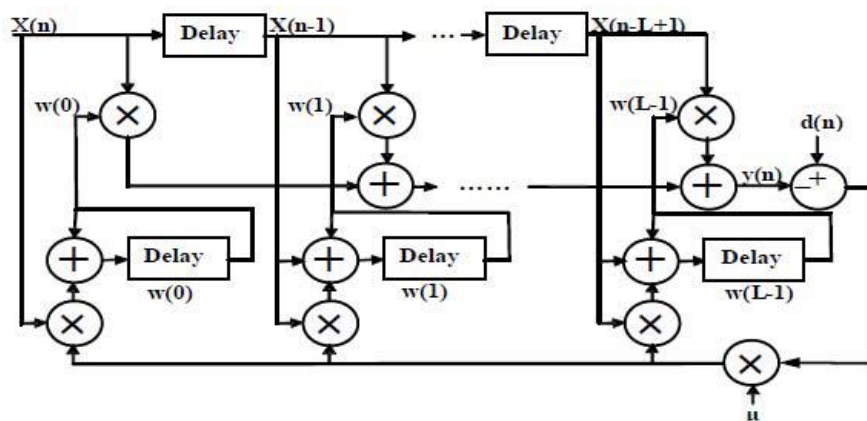 X(n) Delay X(n-1) ... Delay X(n-L+1)
w(0) × w(1) × w(L-1) × d(n)
+ ...... + y(n) − +
+ Delay + Delay + Delay
w(0) w(1) w(L-1)
× × ×
×
μ